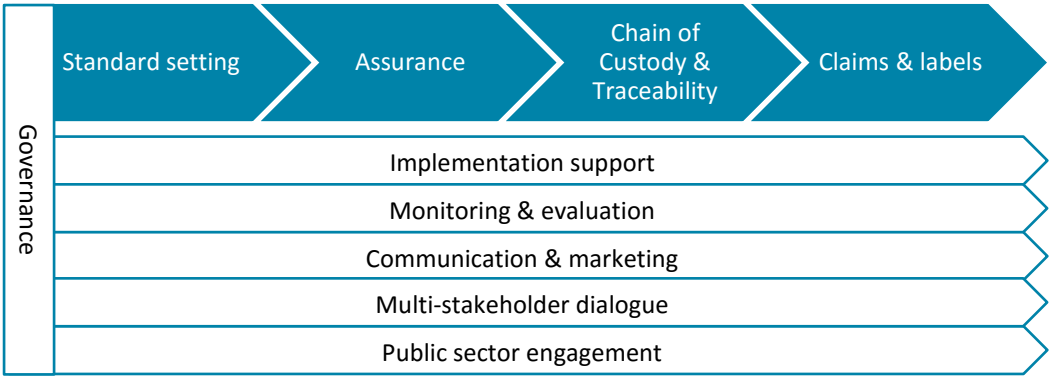 Governance
Standard setting
Assurance
Chain of
Custody &
Traceability
Claims & labels
Implementation support
Monitoring & evaluation
Communication & marketing
Multi-stakeholder dialogue
Public sector engagement